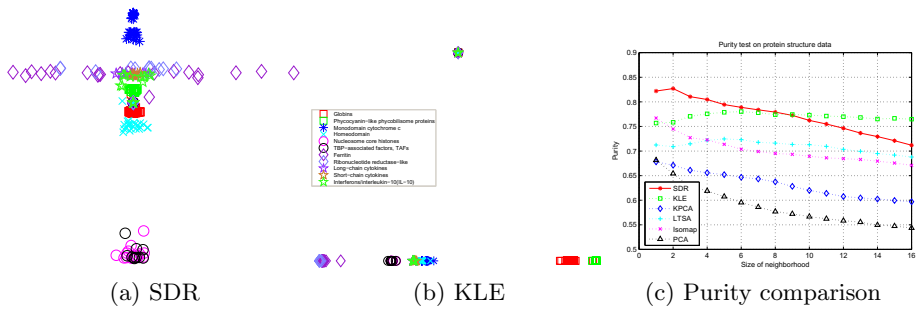 Globins
Phycocyanin-like phycobilisome proteins
Monodomain cytochrome c
Homeodomain
Nucleosome core histones
TBP-associated factors, TAFs
Ferritin
Ribonucleotide reductase-like
Long-chain cytokines
Short-chain cytokines
Interferons/interleukin-10(IL-10)
Purity test on protein structure data
0.9
0.85
0.8
0.75
0.7
0.65
0.6
0.55
0.5
Purity
SDR
KLE
KPCA
LTSA
Isomap
PCA
0 2 4 6 8 10 12 14 16
Size of neighborhood
(a) SDR
(b) KLE
(c) Purity comparison